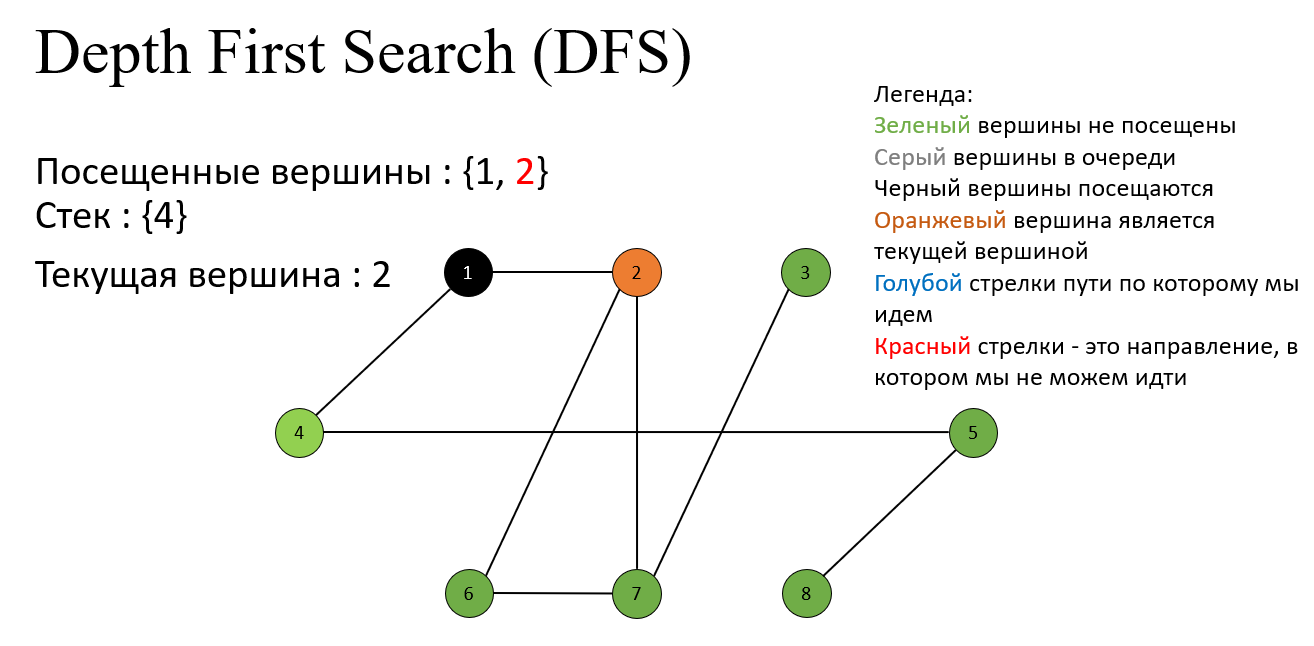 Depth First Search (DFS)
Легенда:
Зеленый вершины не посещены
Серый вершины в очереди
Черный вершины посещаются
Оранжевый вершина является
текущей вершиной
Голубой стрелки пути по которому мы
идем
Красный стрелки - это направление, в
котором мы не можем идти
Посещенные вершины : {1, 2}
Стек : {4}
Текущая вершина : 2
1 2 3
4 5
6 7 8